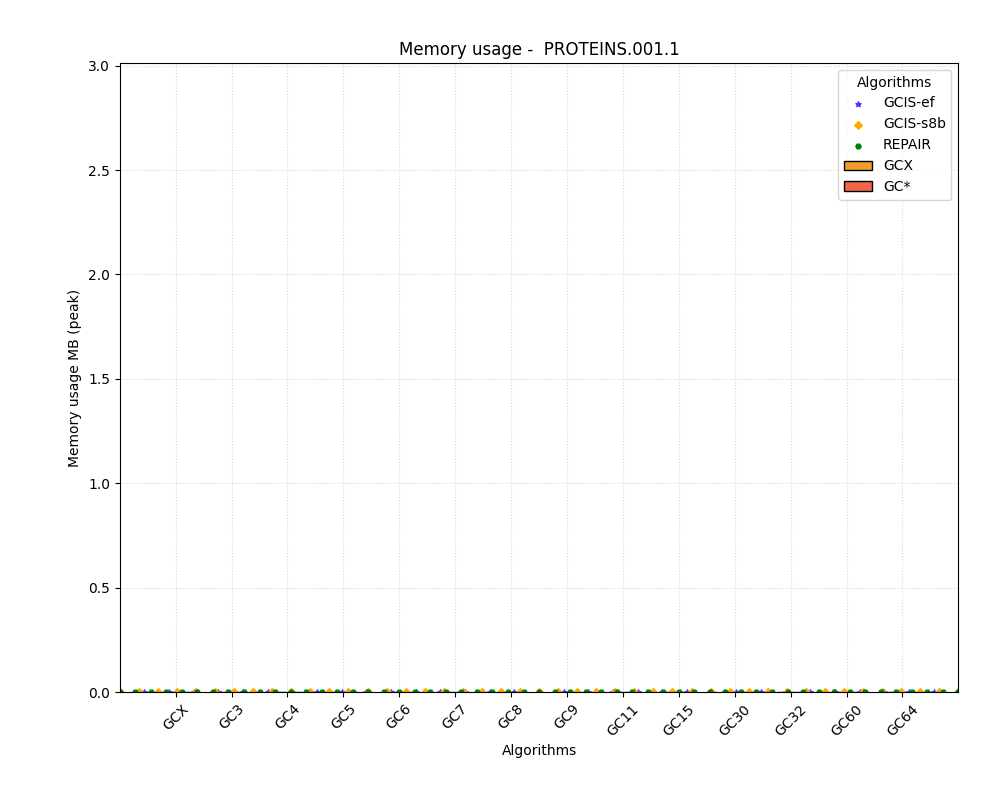 Memory usage -  PROTEINS.001.1
Memory usage MB (peak)
3.0
2.5
2.0
1.5
1.0
0.5
0.0
Algorithms
GCIS-ef
GCIS-s8b
REPAIR
GCX
GC*
GCX
GC3
GC4
GC5
GC6
GC7
GC8
GC9
GC11
GC15
GC30
GC32
GC60
GC64
Algorithms